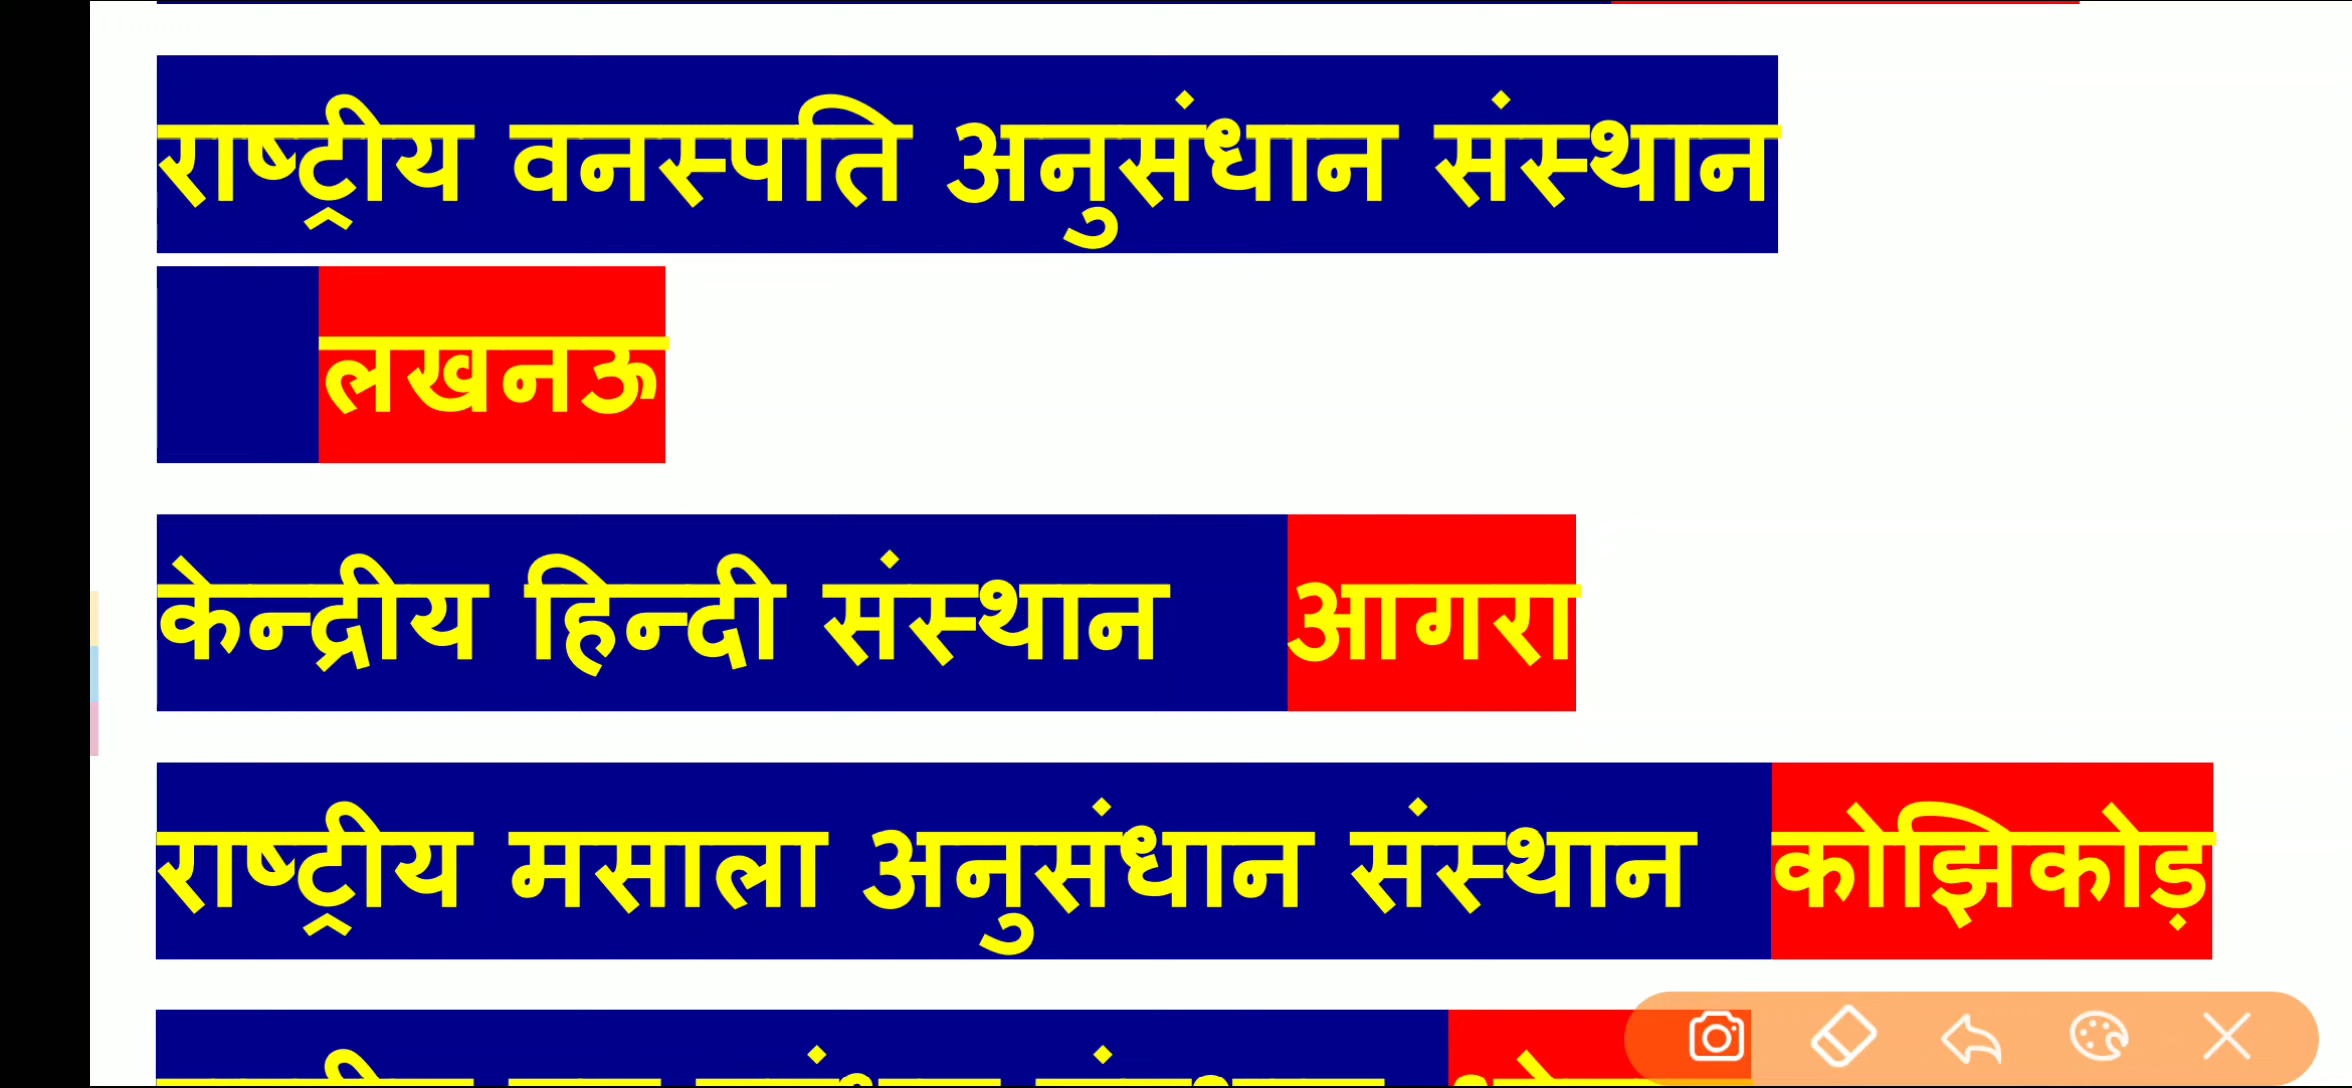 राष्ट्रीय वनस्पति अनुसंधान संस्थान
लखनऊ
केन्द्रीय हिन्दी संस्थान आगरा
राष्ट्रीय मसाला अनुसंधान संस्थान कोझिकोड़